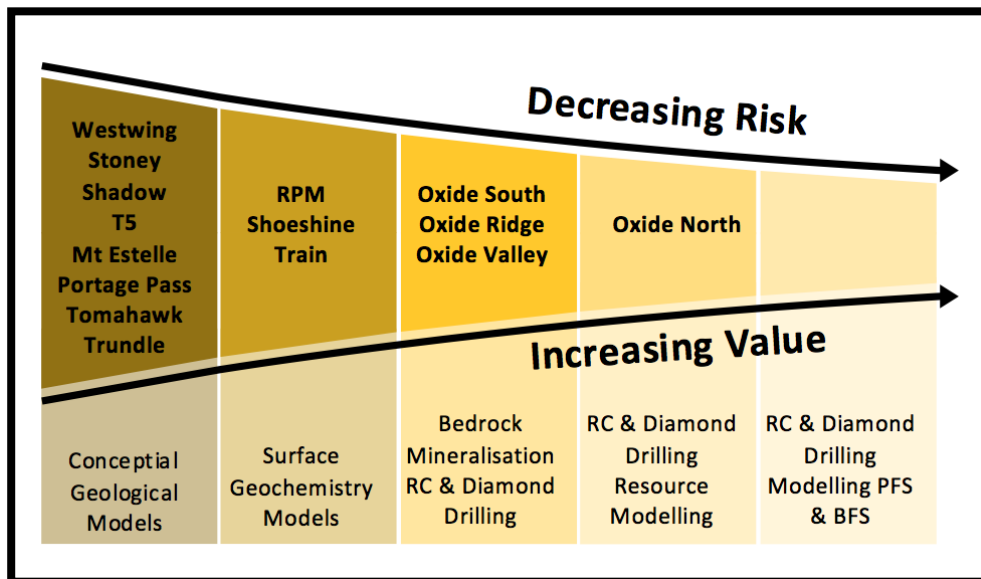 Decreasing Risk
Westwing
Stoney
Shadow
T5
Mt Estelle
Portage Pass
Tomahawk
Trundle
RPM
Shoeshine
Train
Oxide South
Oxide Ridge
Oxide Valley
Oxide North
Increasing Value
Conceptial
Geological
Models
Surface
Geochemistry
Models
Bedrock
Mineralisation
RC & Diamond
Drilling
RC & Diamond
Drilling
Resource
Modelling
RC & Diamond
Drilling
Modelling PFS
& BFS